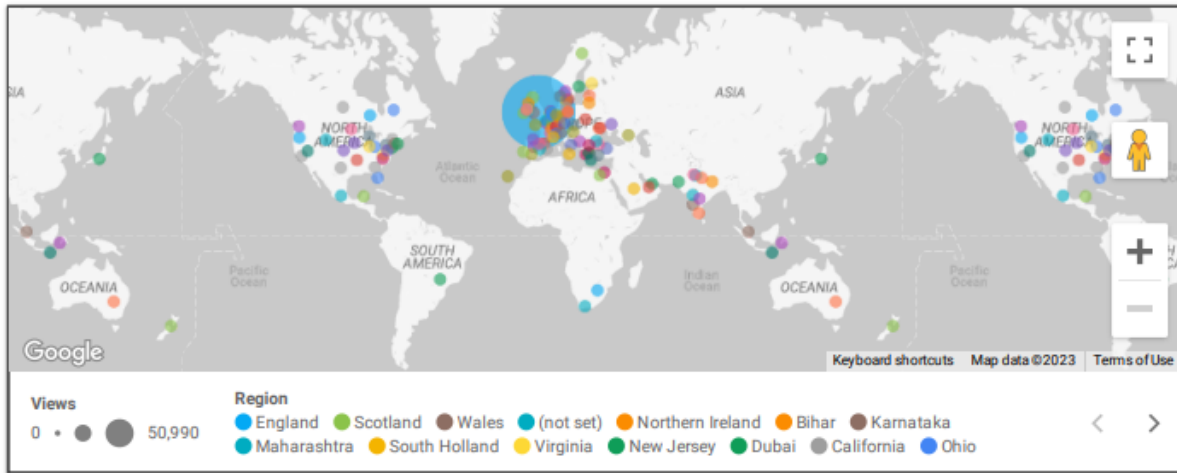 ASIA
NORTH
AMERICA
EUROPE
ASIA
NORTH
AMERICA
Atlantic
Ocean
AFRICA
SOUTH
AMERICA
Pacific
Ocean
Indian
Ocean
Pacific
Ocean
OCEANIA
OCEANIA
Google
Keyboard shortcuts
Map data ©2023
Terms of Use
Views
0
50,990
Region
England Scotland Wales (not set) Northern Ireland Bihar Karnataka
Maharashtra South Holland Virginia New Jersey Dubai California Ohio